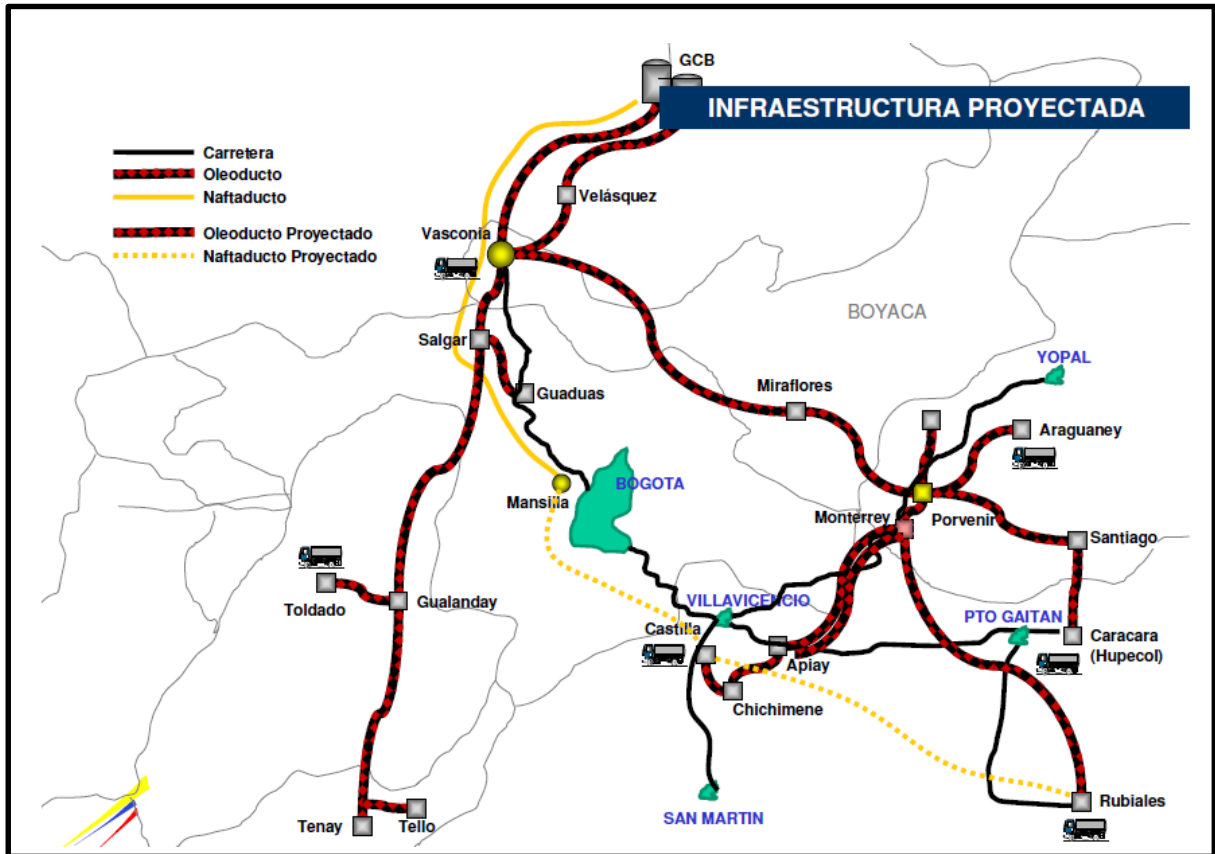 GCB
INFRAESTRUCTURA PROYECTADA
Carretera
Oleoducto
Naftaducto
Oleoducto Proyectado
Naftaducto Proyectado
Velásquez
Vasconia
BOYACA
Salgar
YOPAL
Miraflores
Guaduas
Araguaney
BOGOTA
Mansilla
Monterrey
Porvenir
Santiago
Toldado
Gualanday
VILLAVICENCIO
PTO GAITAN
Castilla
Caracara
(Hupecol)
Apiay
Chichimene
Rubiales
SAN MARTIN
Tenay
Tello